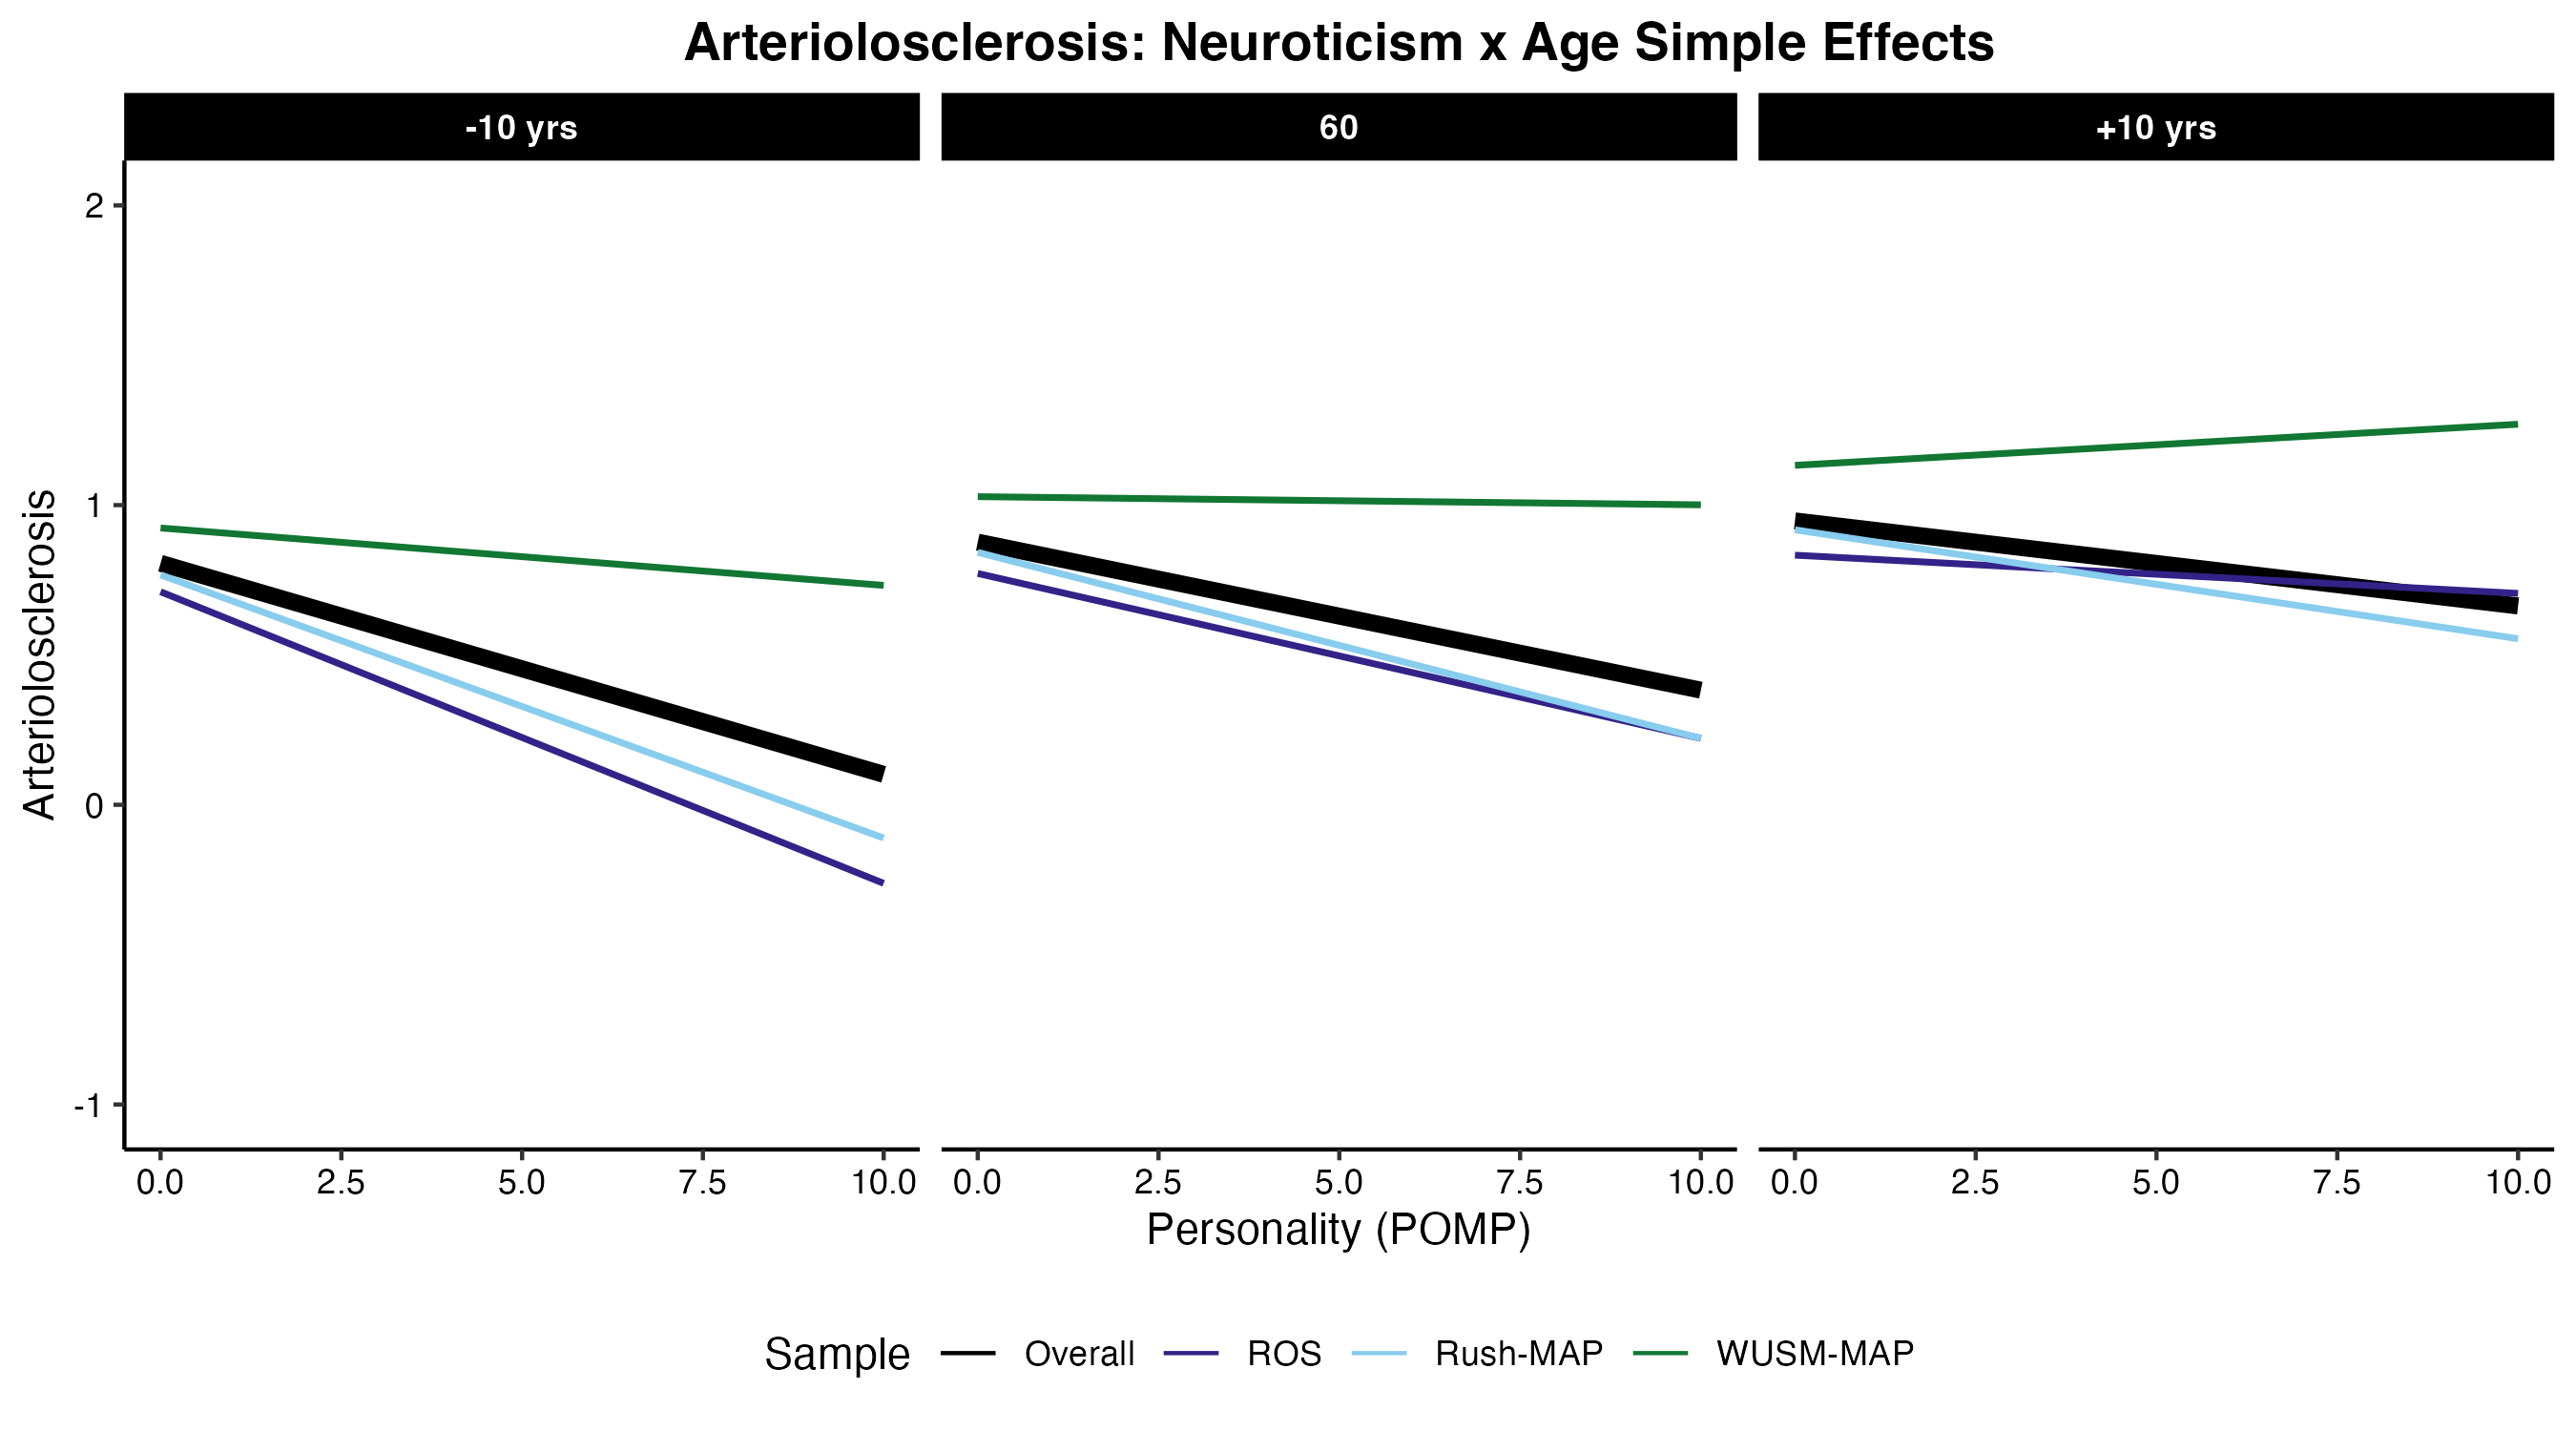 Arteriolosclerosis: Neuroticism x Age Simple Effects
-10 yrs 60 +10 yrs
2
1
0
-1
Arteriolosclerosis
0.0 2.5 5.0 7.5 10.0 0.0 2.5 5.0 7.5 10.0 0.0 2.5 5.0 7.5 10.0
Personality (POMP)
Sample Overall ROS Rush-MAP WUSM-MAP